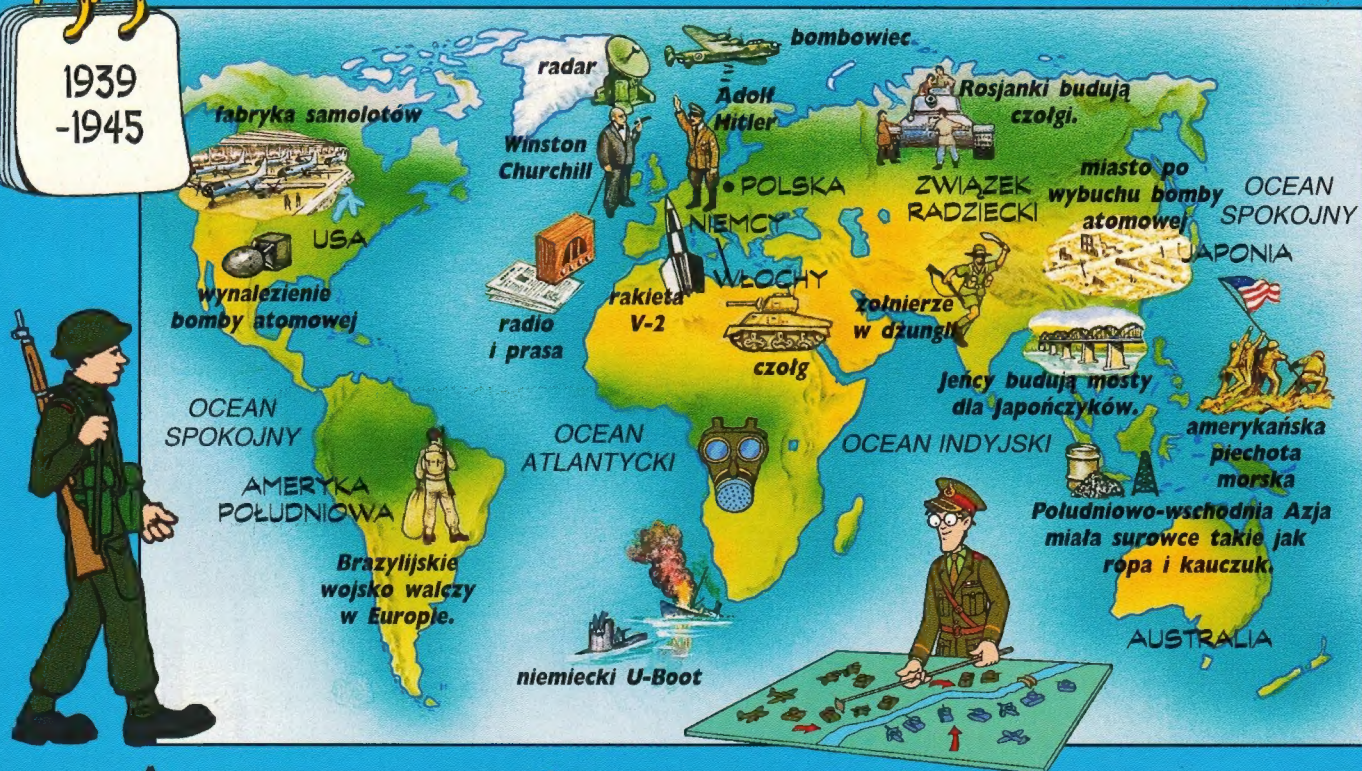 1939
-1945
fabryka samolotów
USA
wynalezienie
bomby atomowej
radar
Winston
Churchill
bombowiec
Adolf
Hitler
Rosjanki budują
czołgi.
POLSKA
NIEMCY
WŁOCHY
ZWIĄZEK
RADZIECKI
miasto po
wybuchu bomby
atomowej
OCEAN
SPOKOJNY
JAPONIA
radio
i prasa
rakieta
V-2
czołg
żołnierze
w dżungli
Jeńcy budują mosty
dla Japończyków.
amerykańska
piechota
morska
OCEAN
SPOKOJNY
OCEAN
ATLANTYCKI
OCEAN INDYJSKI
AMERYKA
POŁUDNIOWA
Brazylijskie
wojsko walczy
w Europie.
niemiecki U-Boot
Południowo-wschodnia Azja
miała surowce takie jak
ropa i kauczuk.
AUSTRALIA